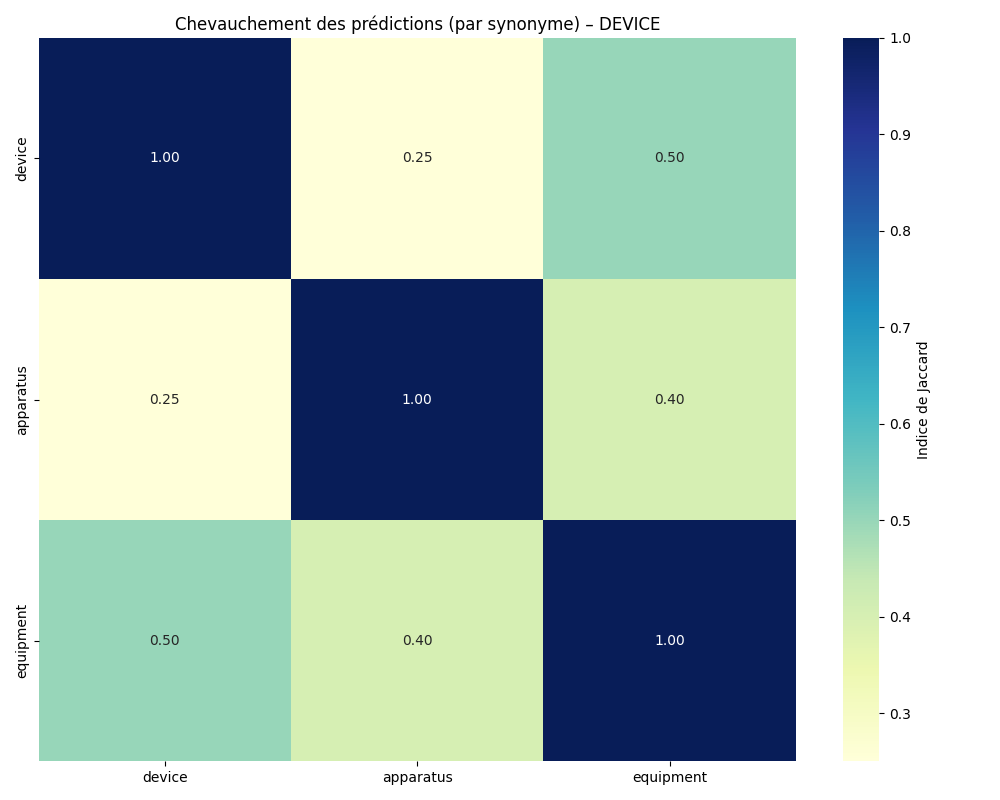 Chevauchement des prédictions (par synonyme) – DEVICE
device
1.00
0.25
0.50
apparatus
0.25
1.00
0.40
equipment
0.50
0.40
1.00
device
apparatus
equipment
1.0
0.9
0.8
0.7
0.6
0.5
0.4
0.3
Indice de Jaccard